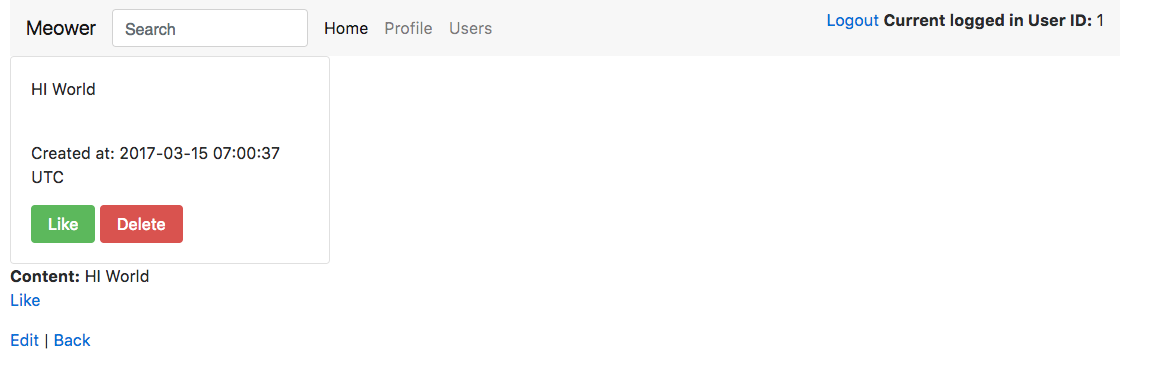 Meower Search Home Profile Users Logout Current logged in User ID: 1
HI World
Created at: 2017-03-15 07:00:37
UTC
Like Delete
Content: HI World
Like
Edit | Back